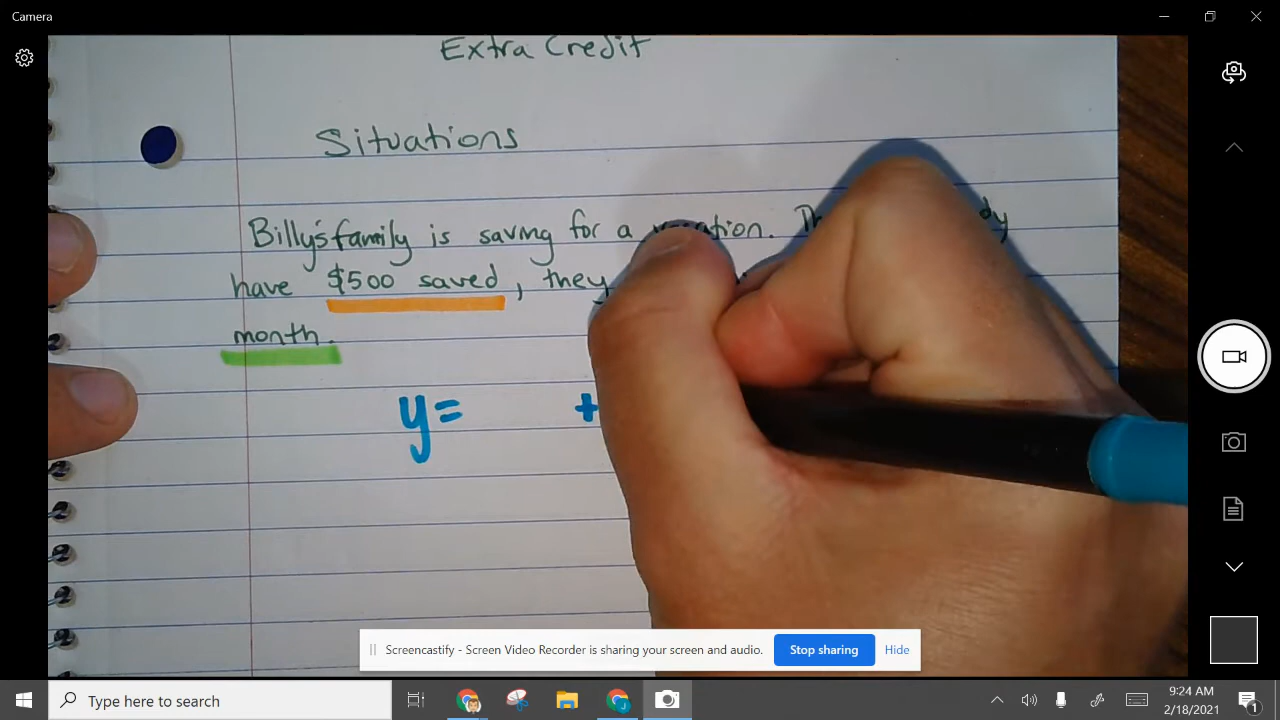 Camera
Extra Credit
Situations
Billy's family is saving for a vacation.
have $500 saved, they
month.
y= +
Screencastify - Screen Video Recorder is sharing your screen and audio. Stop sharing Hide
Type here to search
9:24 AM
2/18/2021
1